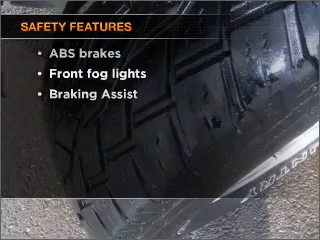 SAFETY FEATURES
• ABS brakes
• Front fog lights
• Braking Assist